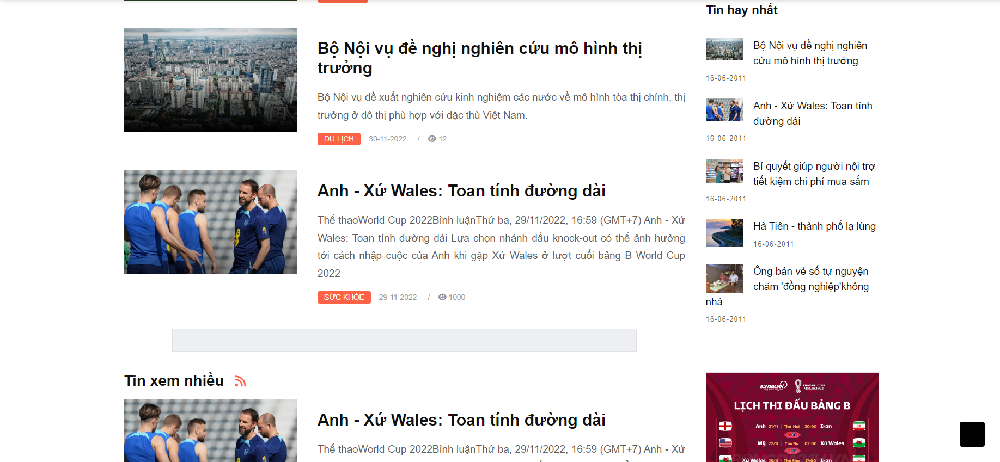 Bộ Nội vụ đề nghị nghiên cứu mô hình thị
trưởng
Bộ Nội vụ đề xuất nghiên cứu kinh nghiệm các nước về mô hình tòa thị chính, thị
trưởng ở đô thị phù hợp với đặc thù Việt Nam.
DU LỊCH 30-11-2022 / 12
Anh - Xứ Wales: Toan tính đường dài
Thể thaoWorld Cup 2022Bình luậnThứ ba, 29/11/2022, 16:59 (GMT+7) Anh - Xứ
Wales: Toan tính đường dài Lựa chọn nhánh đấu knock-out có thể ảnh hưởng
tới cách nhập cuộc của Anh khi gặp Xứ Wales ở lượt cuối bảng B World Cup
2022
SỨC KHỎE 29-11-2022 / 1000
Tin xem nhiều
Anh - Xứ Wales: Toan tính đường dài
Thể thaoWorld Cup 2022Bình luậnThứ ba, 29/11/2022, 16:59 (GMT+7) Anh - Xứ
Tin hay nhất
Bộ Nội vụ đề nghị nghiên
cứu mô hình thị trưởng
16-06-2011
Anh - Xứ Wales: Toan tính
đường dài
16-06-2011
Bí quyết giúp người nội trợ
tiết kiệm chi phí mua sắm
16-06-2011
Hà Tiên - thành phố lạ lùng
16-06-2011
Ông bán vé số tự nguyện
chăm 'đồng nghiệp'không
nhà
16-06-2011
BONGDA24H
FIFA WORLD CUP
Qatar2022
LỊCH THI ĐẤU BẢNG B
Anh 21/11 | Thứ Hai | 20:00 Iran
Mỹ 22/11 | Thứ Ba | 02:00 Xứ Wales
Xứ Wales 25/11 | Thứ Sáu | 17:00 Iran